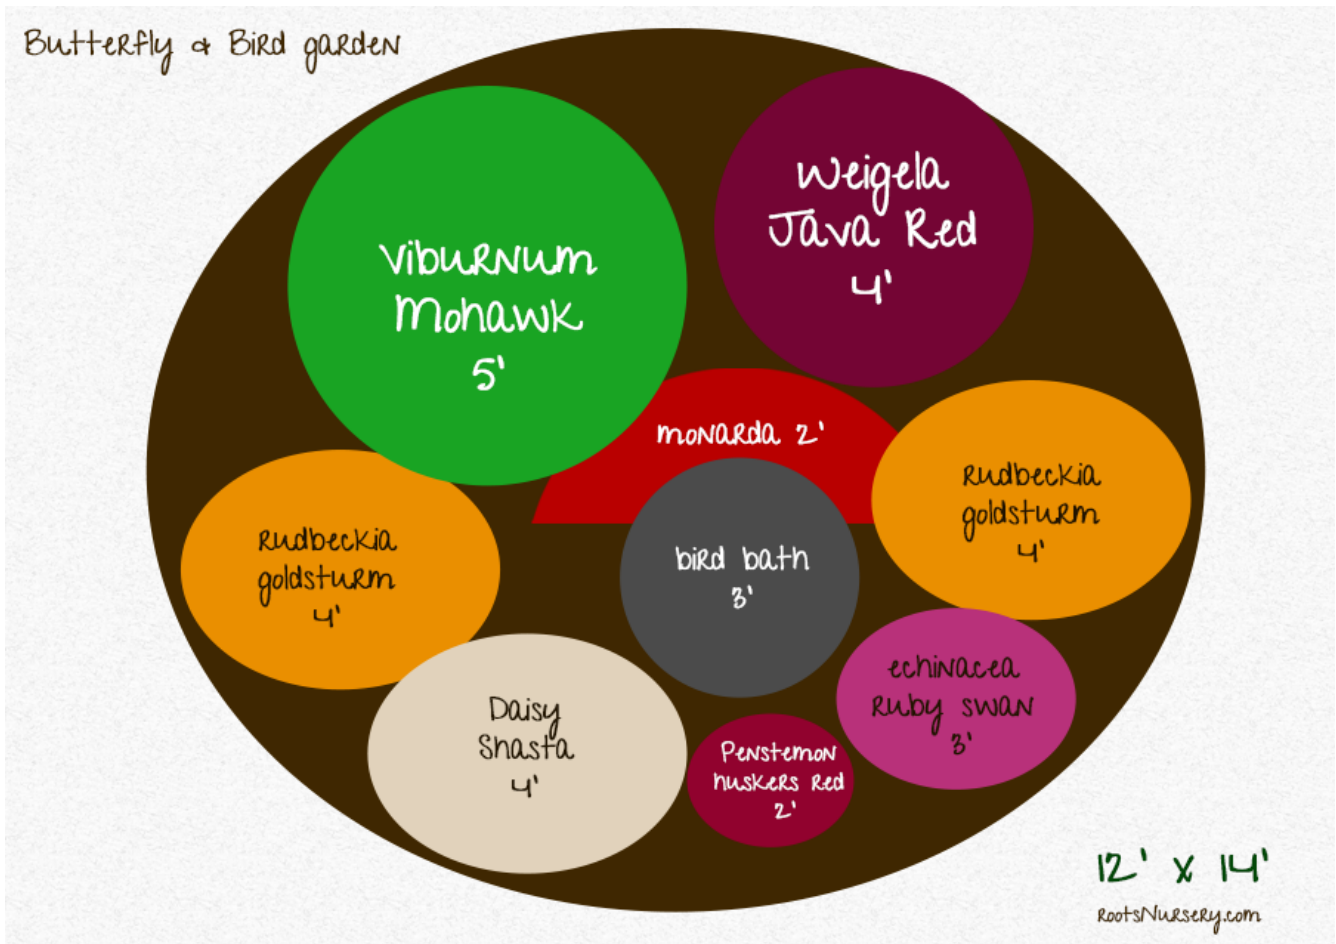 Butterfly & Bird garden
Weigela
Java Red
4'
Viburnum
Mohawk
5'
monarda 2'
rudbeckia
goldsturm
4'
rudbeckia
goldsturm
4'
bird bath
3'
echinacea
ruby swan
3'
Daisy
Shasta
4'
Penstemon
huskers red
2'
12' x 14'
rootsNursery.com